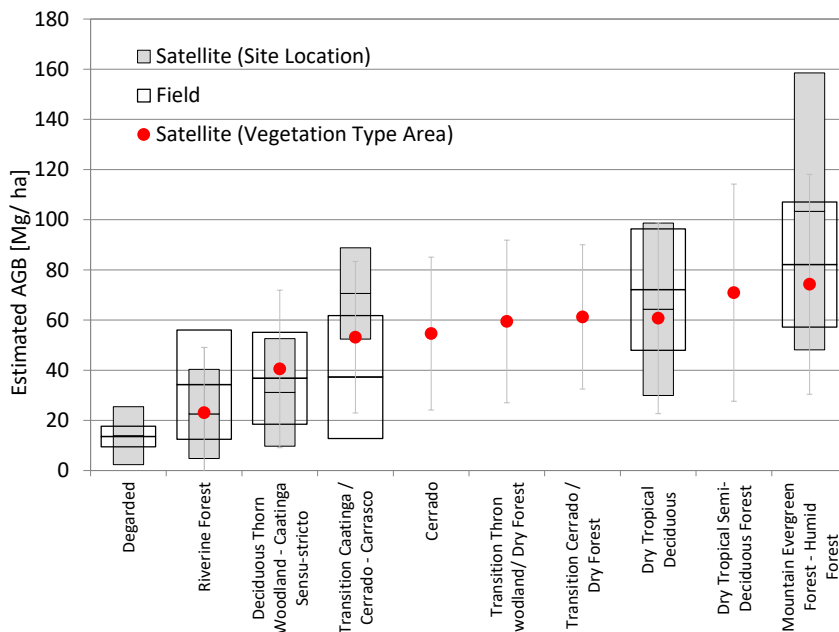 180
160
140
120
100
80
60
40
20
0
Estimated AGB [Mg/ ha]
Satellite (Site Location)
Field
Satellite (Vegetation Type Area)
Degarded
Riverine Forest
Deciduous Thorn
Woodland - Caatinga
Sensu-stricto
Transition Caatinga /
Cerrado - Carrasco
Cerrado
Transition Thron
wodland/ Dry Forest
Transition Cerrado /
Dry Forest
Dry Tropical
Deciduous
Dry Tropical Semi-
Deciduous Forest
Mountain Evergreen
Forest - Humid
Forest